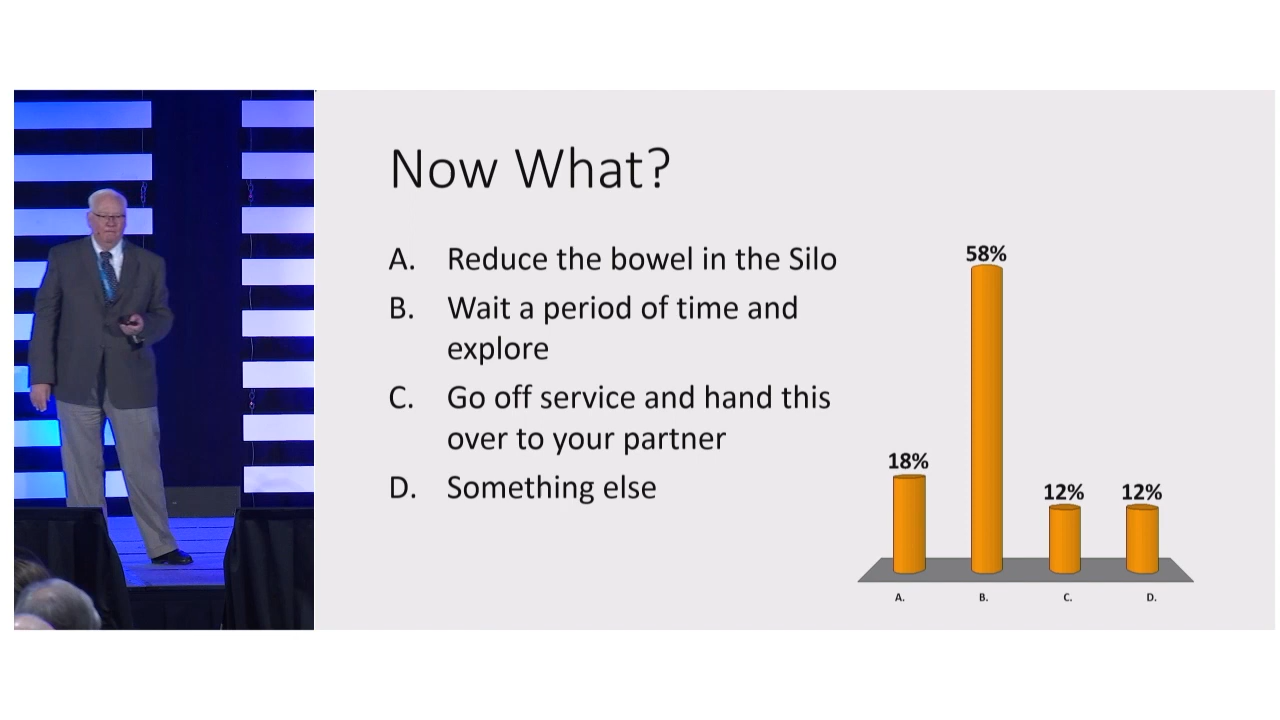 Now What?
A. Reduce the bowel in the Silo
B. Wait a period of time and
explore
C. Go off service and hand this
over to your partner
D. Something else
58%
18%
12% 12%
A. B. C. D.